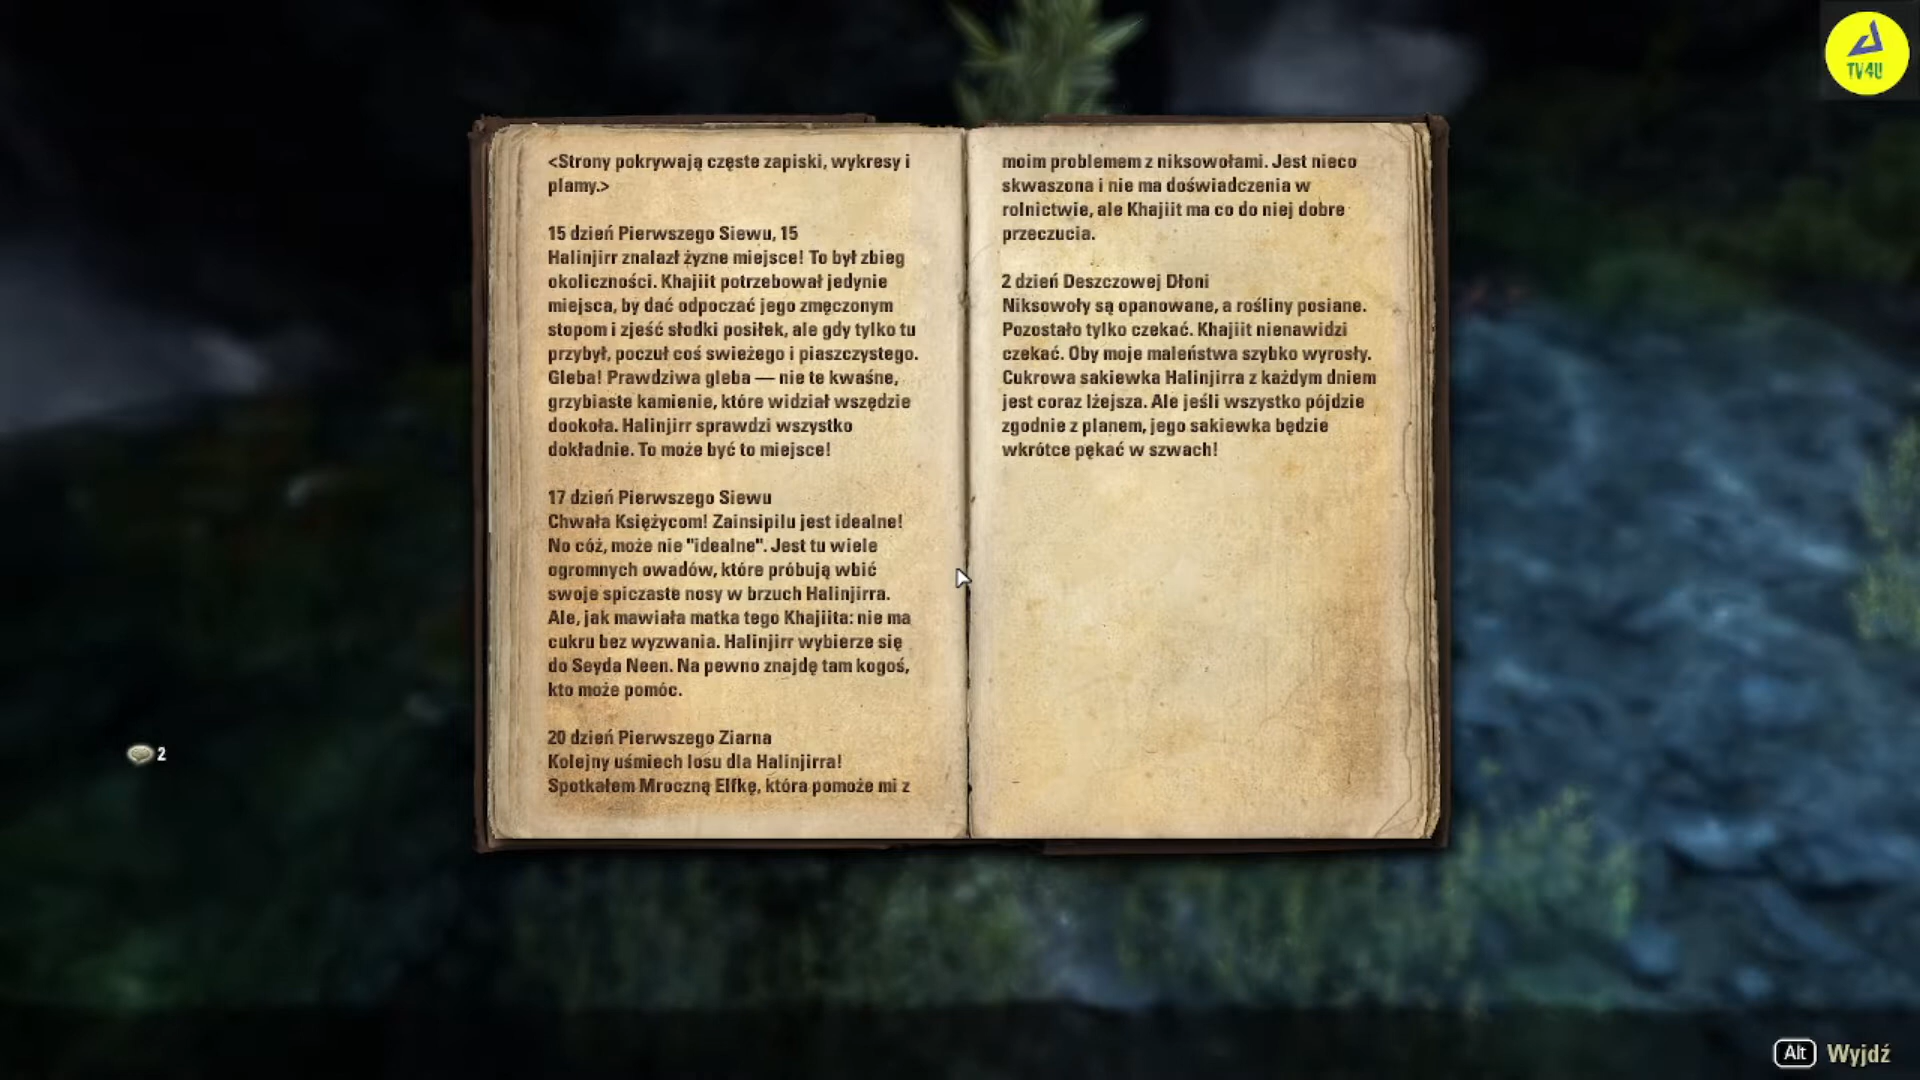 TV4U
<Strony pokrywają częste zapiski, wykresy i
plamy.>
15 dzień Pierwszego Siewu, 15
Halinjirr znalazł żyzne miejsce! To był zbieg
okoliczności. Khajiit potrzebował jedynie
miejsca, by dać odpoczać jego zmęczonym
stopom i zjeść słodki posiłek, ale gdy tylko tu
przybył, poczuł coś swieżego i piaszczystego.
Gleba! Prawdziwa gleba — nie te kwaśne,
grzybiaste kamienie, które widział wszędzie
dookoła. Halinjirr sprawdzi wszystko
dokładnie. To może być to miejsce!
17 dzień Pierwszego Siewu
Chwała Księżycom! Zainsipilu jest idealne!
No cóż, może nie "idealne". Jest tu wiele
ogromnych owadów, które próbują wbić
swoje spiczaste nosy w brzuch Halinjirra.
Ale, jak mawiała matka tego Khajiita: nie ma
cukru bez wyzwania. Halinjirr wybierze się
do Seyda Neen. Na pewno znajdę tam kogoś,
kto może pomóc.
20 dzień Pierwszego Ziarna
Kolejny uśmiech losu dla Halinjirra!
Spotkałem Mroczną Elfkę, która pomoże mi z
moim problemem z niksowołami. Jest nieco
skwaszona i nie ma doświadczenia w
rolnictwie, ale Khajiit ma co do niej dobre
przeczucia.
2 dzień Deszczowej Dłoni
Niksowoły są opanowane, a rośliny posiane.
Pozostało tylko czekać. Khajiit nienawidzi
czekać. Oby moje maleństwa szybko wyrosły.
Cukrowa sakiewka Halinjirra z każdym dniem
jest coraz lżejsza. Ale jeśli wszystko pójdzie
zgodnie z planem, jego sakiewka będzie
wkrótce pękać w szwach!
2
Alt Wyjdź